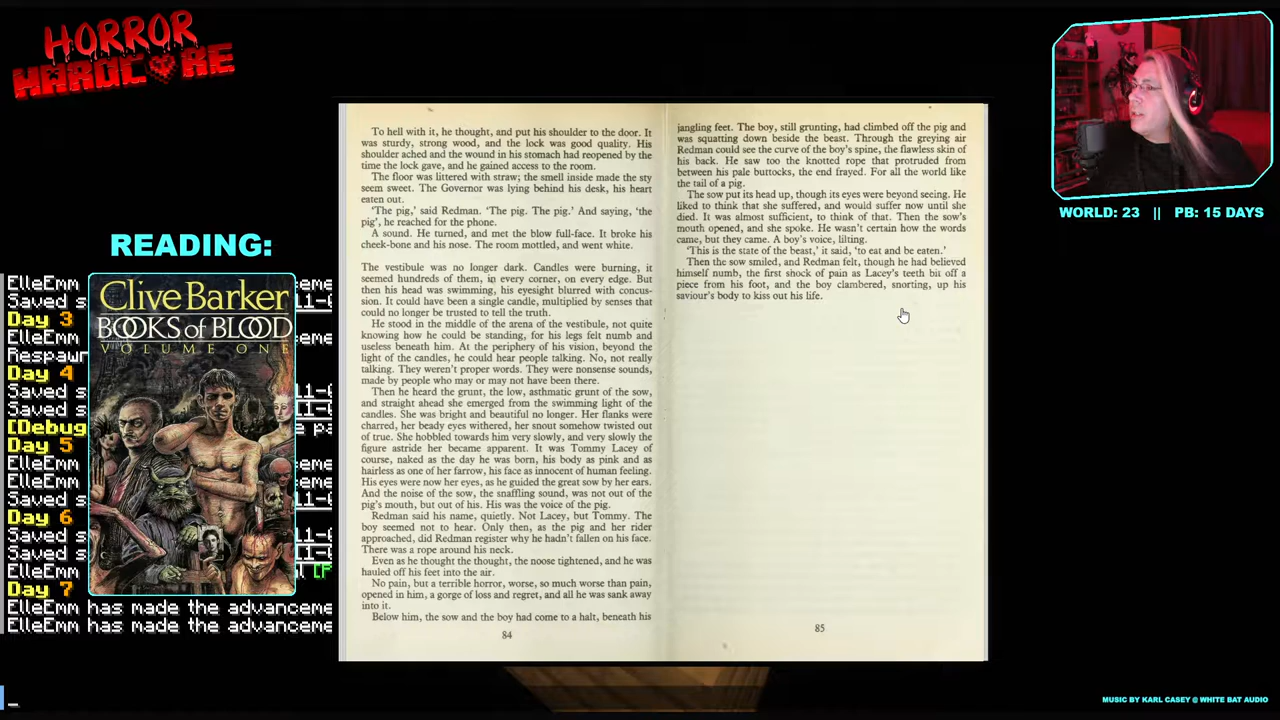 HORROR
HARDCORE
READING:
Clive Barker
BOOKS of BLOOD
VOLUME ONE
ElleEm
Saved s
Day 3
ElleEm
Respawr
Day 4
Saved s
Saved s
[Debug
Day 5
ElleEm
ElleEm
Saved s
Day 6
Saved s
Saved s
ElleEm
Day 7
ElleEmm has made the advanceme
ElleEmm has made the advanceme
To hell with it, he thought, and put his shoulder to the door. It
was sturdy, strong wood, and the lock was good quality. His
shoulder ached and the wound in his stomach had reopened by the
time the lock gave, and he gained access to the room.
The floor was littered with straw; the smell inside made the sty
seem sweet. The Governor was lying behind his desk, his heart
eaten out.
‘The pig,’ said Redman. ‘The pig. The pig.’ And saying, ‘the
pig’, he reached for the phone.
A sound. He turned, and met the blow full-face. It broke his
cheek-bone and his nose. The room mottled, and went white.
The vestibule was no longer dark. Candles were burning, it
seemed hundreds of them, in every corner, on every edge. But
then his head was swimming, his eyesight blurred with concus-
sion. It could have been a single candle, multiplied by senses that
could no longer be trusted to tell the truth.
He stood in the middle of the arena of the vestibule, not quite
knowing how he could be standing, for his legs felt numb and
useless beneath him. At the periphery of his vision, beyond the
light of the candles, he could hear people talking. No, not really
talking. They weren't proper words. They were nonsense sounds,
made by people who may or may not have been there.
Then he heard the grunt, the low, asthmatic grunt of the sow,
and straight ahead she emerged from the swimming light of the
candles. She was bright and beautiful no longer. Her flanks were
charred, her beady eyes withered, her snout somehow twisted out
of true. She hobbled towards him very slowly, and very slowly the
figure astride her became apparent. It was Tommy Lacey of
course, naked as the day he was born, his body as pink and as
hairless as one of her farrow, his face as innocent of human feeling.
His eyes were now her eyes, as he guided the great sow by her ears.
And the noise of the sow, the snaffling sound, was not out of the
pig's mouth, but out of his. His was the voice of the pig.
Redman said his name, quietly. Not Lacey, but Tommy. The
boy seemed not to hear. Only then, as the pig and her rider
approached, did Redman register why he hadn't fallen on his face.
There was a rope around his neck.
Even as he thought the thought, the noose tightened, and he was
hauled off his feet into the air.
No pain, but a terrible horror, worse, so much worse than pain,
opened in him, a gorge of loss and regret, and all he was sank away
into it.
Below him, the sow and the boy had come to a halt, beneath his
84
jangling feet. The boy, still grunting, had climbed off the pig and
was squatting down beside the beast. Through the greying air
Redman could see the curve of the boy's spine, the flawless skin of
his back. He saw too the knotted rope that protruded from
between his pale buttocks, the end frayed. For all the world like
the tail of a pig.
The sow put its head up, though its eyes were beyond seeing. He
liked to think that she suffered, and would suffer now until she
died. It was almost sufficient, to think of that. Then the sow's
mouth opened, and she spoke. He wasn't certain how the words
came, but they came. A boy's voice, lilting.
‘This is the state of the beast,’ it said, ‘to eat and be eaten.’
Then the sow smiled, and Redman felt, though he had believed
himself numb, the first shock of pain as Lacey's teeth bit off a
piece from his foot, and the boy clambered, snorting, up his
saviour's body to kiss out his life.
85
WORLD: 23 || PB: 15 DAYS
MUSIC BY KARL CASEY @ WHITE BAT AUDIO